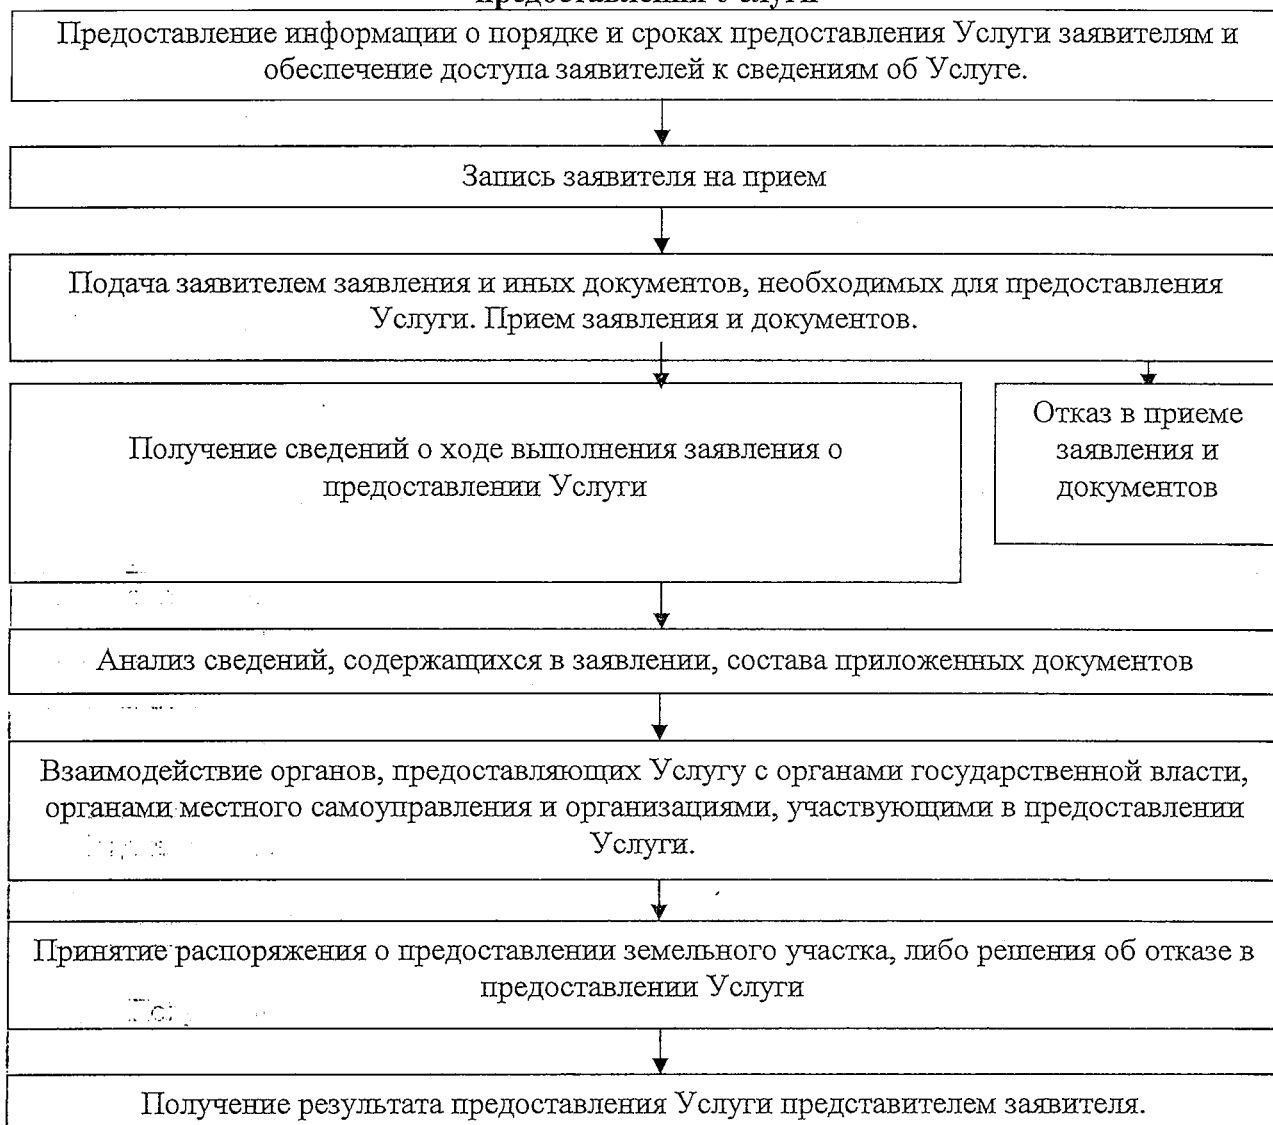 предоставлении Услуги
Предоставление информации о порядке и сроках предоставления Услуги заявителям и
обеспечение доступа заявителей к сведениям об Услуге.
Запись заявителя на прием
Подача заявителем заявления и иных документов, необходимых для предоставления
Услуги. Прием заявления и документов.
Получение сведений о ходе выполнения заявления о
предоставлении Услуги
Отказ в приеме
заявления и
документов
Анализ сведений, содержащихся в заявлении, состава приложенных документов
Взаимодействие органов, предоставляющих Услугу с органами государственной власти,
органами местного самоуправления и организациями, участвующими в предоставлении
Услуги.
Принятие распоряжения о предоставлении земельного участка, либо решения об отказе в
предоставлении Услуги
Получение результата предоставления Услуги представителем заявителя.